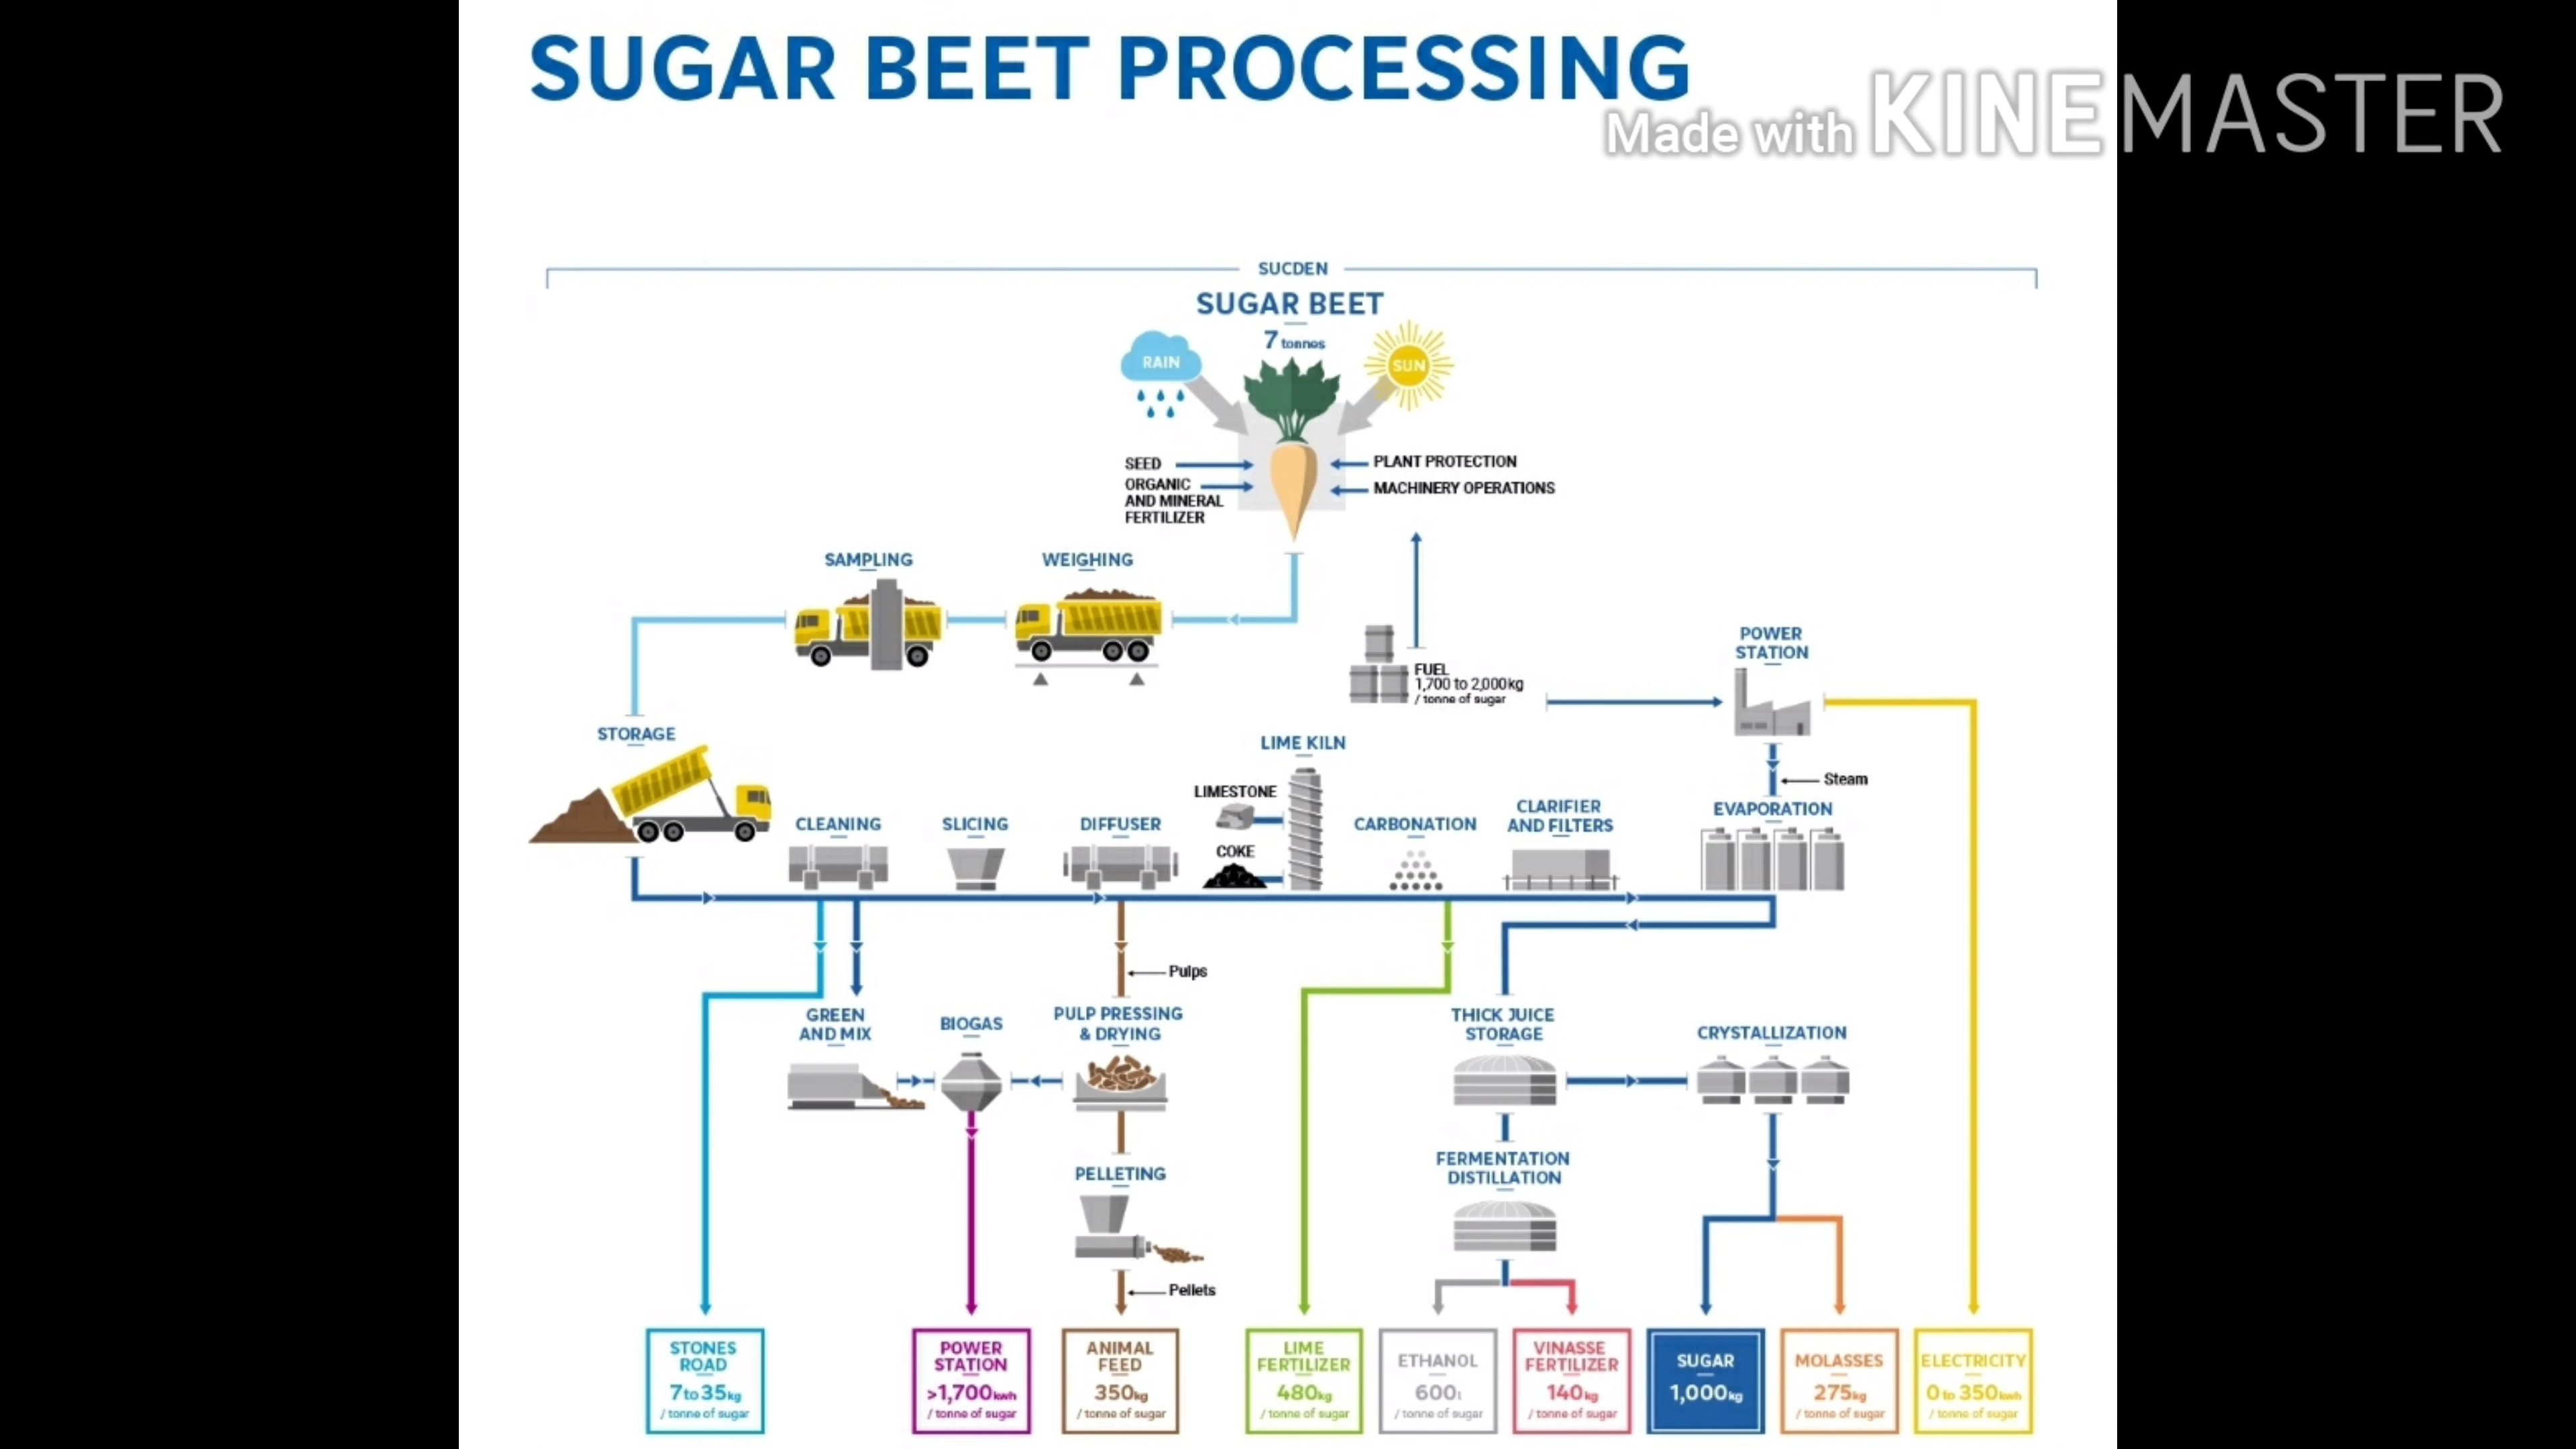 SUGAR BEET PROCESSING
Made with KINEMASTER
SUCDEN
SUGAR BEET
7 tonnes
RAIN
SUN
SEED
ORGANIC
AND MINERAL
FERTILIZER
PLANT PROTECTION
MACHINERY OPERATIONS
SAMPLING
WEIGHING
FUEL
1,700 to 2,000kg
/ tonne of sugar
POWER
STATION
STORAGE
LIME KILN
LIMESTONE
COKE
Steam
CLEANING
SLICING
DIFFUSER
CARBONATION
CLARIFIER
AND FILTERS
EVAPORATION
Pulps
GREEN
AND MIX
BIOGAS
PULP PRESSING
& DRYING
THICK JUICE
STORAGE
CRYSTALLIZATION
PELLETING
FERMENTATION
DISTILLATION
Pellets
STONES
ROAD
7 to 35kg
/ tonne of sugar
POWER
STATION
>1,700kwh
/ tonne of sugar
ANIMAL
FEED
350kg
/ tonne of sugar
LIME
FERTILIZER
480kg
/ tonne of sugar
ETHANOL
600l
/ tonne of sugar
VINASSE
FERTILIZER
140kg
/ tonne of sugar
SUGAR
1,000kg
MOLASSES
275kg
/ tonne of sugar
ELECTRICITY
0 to 350kwh
/ tonne of sugar